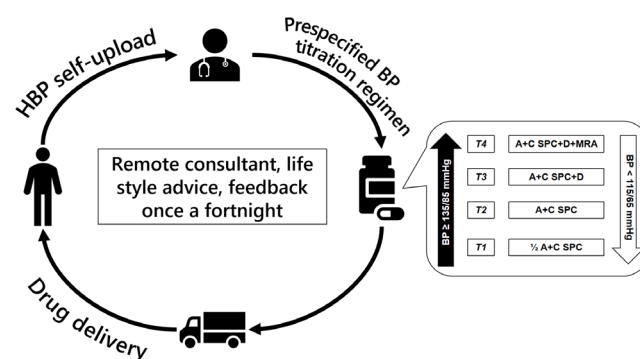 HBP self-upload
Prespecified BP
titration regimen
Remote consultant, life
style advice, feedback
once a fortnight
Drug delivery
BP ≥ 135/85 mmHg
T4 A+C SPC+D+MRA
T3 A+C SPC+D
T2 A+C SPC
T1 ½ A+C SPC
BP < 115/65 mmHg